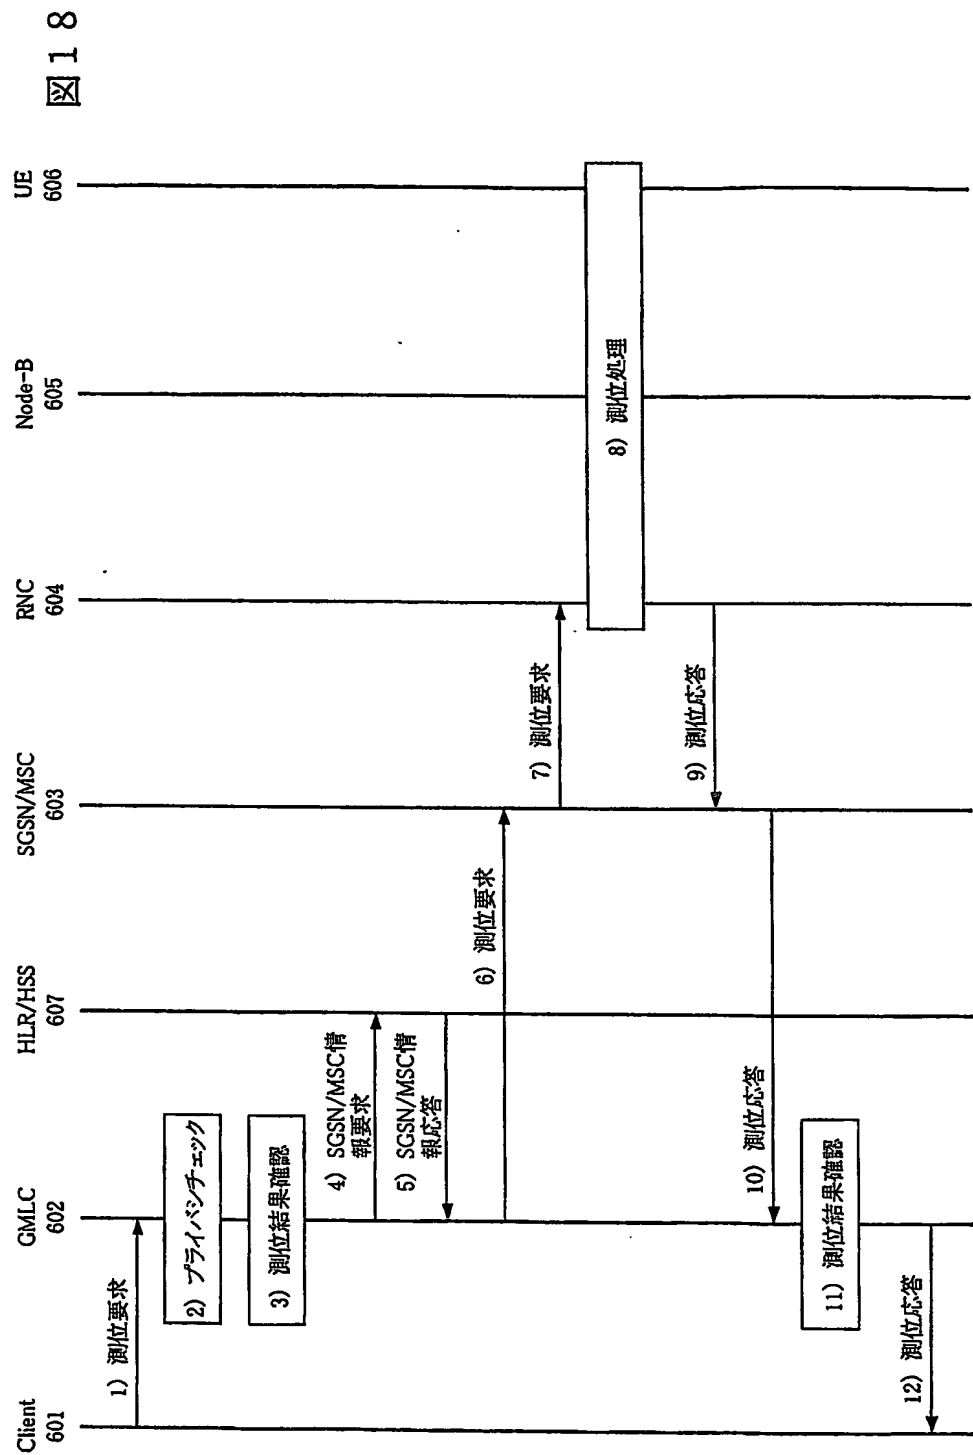 図18
Client
601
GMLC
602
HLR/HSS
607
SGSN/MSC
603
RNC
604
Node-B
605
UE
606
1) 測位要求
2) プライバシチェック
3) 測位結果確認
4) SGSN/MSC情
報要求
5) SGSN/MSC情
報応答
6) 測位要求
7) 測位要求
8) 測位処理
9) 測位応答
10) 測位応答
11) 測位結果確認
12) 測位応答